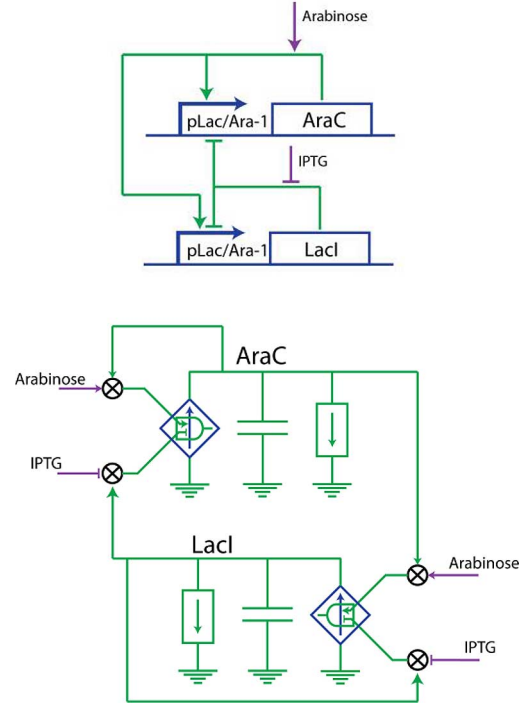 Arabinose
pLac/Ara-1 AraC
IPTG
pLac/Ara-1 LacI
AraC
Arabinose
IPTG
LacI
Arabinose
IPTG